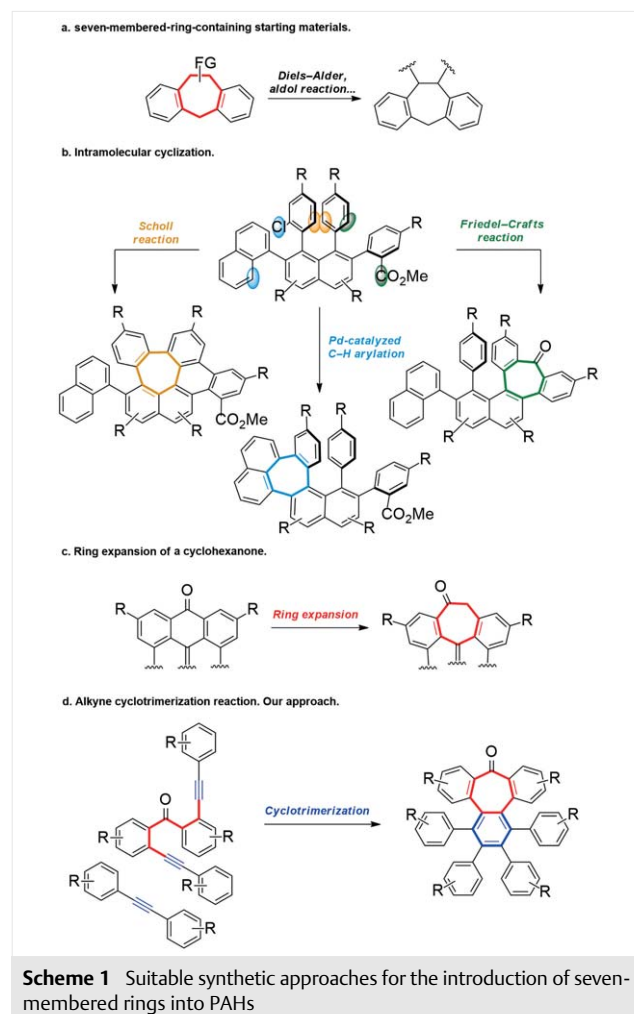 a. seven-membered-ring-containing starting materials.
FG
Diels–Alder,
aldol reaction...
b. Intramolecular cyclization.
R
R
Scholl
reaction
Cl
R
Friedel–Crafts
reaction
CO₂Me
R
R
R
R
R
CO₂Me
R
R
Pd-catalyzed
C–H arylation
R
R
O
R
R
R
R
R
R
CO₂Me
R
R
c. Ring expansion of a cyclohexanone.
O
R
R
Ring expansion
O
R
R
d. Alkyne cyclotrimerization reaction. Our approach.
R
O
R
R
R
R
R
Cyclotrimerization
O
R
R
R
R
R
R
Scheme 1 Suitable synthetic approaches for the introduction of seven-
membered rings into PAHs